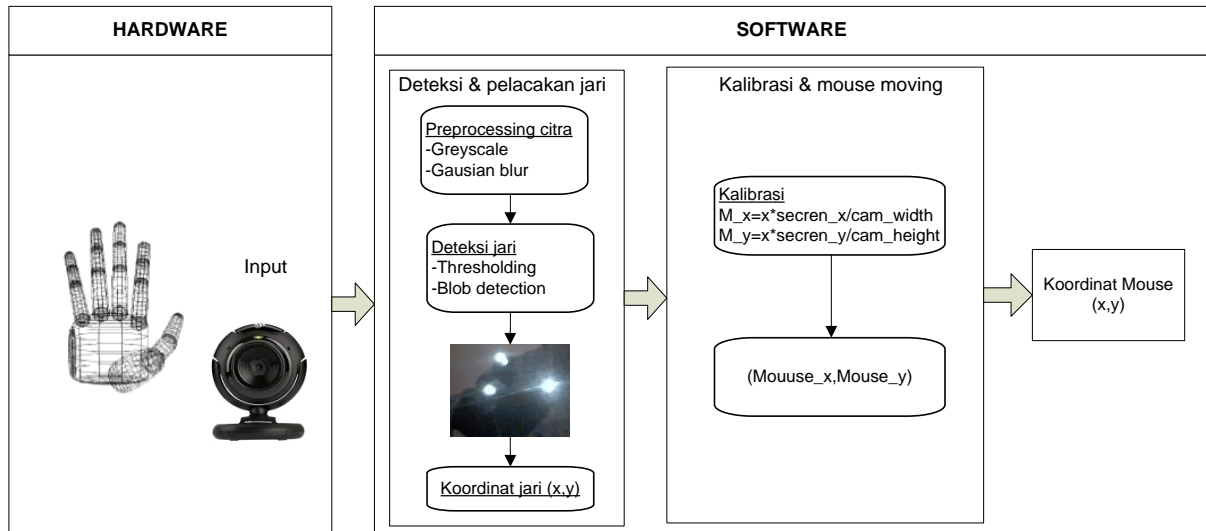 HARDWARE
Input
SOFTWARE
Deteksi & pelacakan jari
Preprocessing citra
-Greyscale
-Gausian blur
Deteksi jari
-Thresholding
-Blob detection
Koordinat jari (x,y)
Kalibrasi & mouse moving
Kalibrasi
M_x=x*secren_x/cam_width
M_y=x*secren_y/cam_height
(Mouuse_x,Mouse_y)
Koordinat Mouse
(x,y)